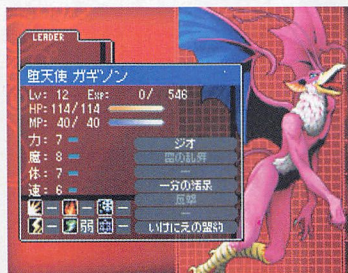 LEADER
堕天使 ガギソン
Lv: 12 Exp: 0/ 546
HP:114/114
MP: 40/ 40
力: 7
魔: 8
体: 7
速: 6
ジオ
雷の乱舞
—
一分の活泉
反撃
—
いけにえの盟約
— — —
— 弱 —